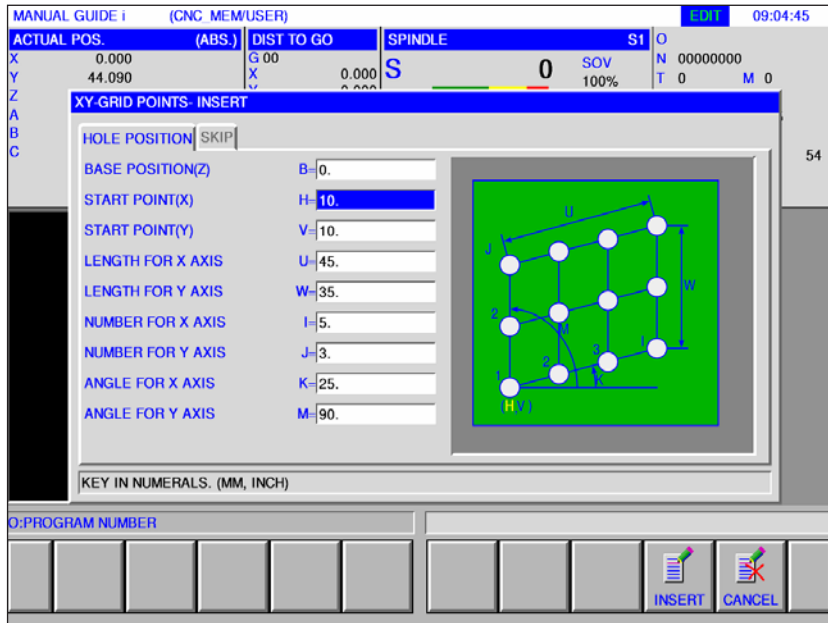 MANUAL GUIDE i (CNC_MEM/USER) EDIT 09:04:45
ACTUAL POS. (ABS.) DIST TO GO SPINDLE S1 O
X 0.000 G 00 S 0 SOV 100% N 00000000
Y 44.090 X 0.000 T 0 M 0
Z
A
B
C
54
XY-GRID POINTS- INSERT
HOLE POSITION SKIP
BASE POSITION(Z) B=0.
START POINT(X) H=10.
START POINT(Y) V=10.
LENGTH FOR X AXIS U=45.
LENGTH FOR Y AXIS W=35.
NUMBER FOR X AXIS I=5.
NUMBER FOR Y AXIS J=3.
ANGLE FOR X AXIS K=25.
ANGLE FOR Y AXIS M=90.
U
J
W
2
M
I
3
2
1
K
(H,V)
KEY IN NUMERALS. (MM, INCH)
O:PROGRAM NUMBER
INSERT CANCEL